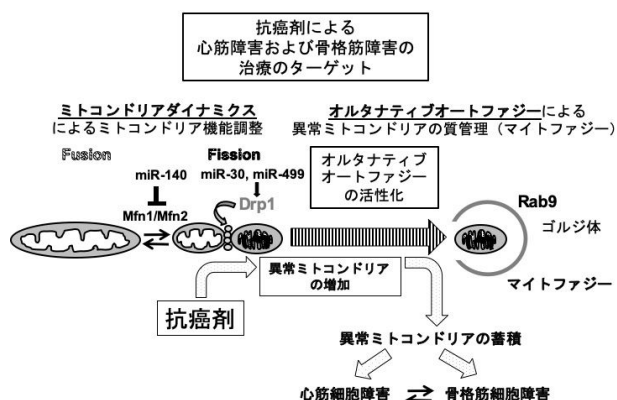 抗癌剤による
心筋障害および骨格筋障害の
治療のターゲット
ミトコンドリアダイナミクス
によるミトコンドリア機能調整
オルタナティブオートファジーによる
異常ミトコンドリアの質管理（マイトファジー）
Fusion
Fission
miR-140
miR-30, miR-499
Mfn1/Mfn2
Drp1
オルタナティブ
オートファジー
の活性化
Rab9
ゴルジ体
マイトファジー
異常ミトコンドリア
の増加
抗癌剤
異常ミトコンドリアの蓄積
心筋細胞障害
骨格筋細胞障害